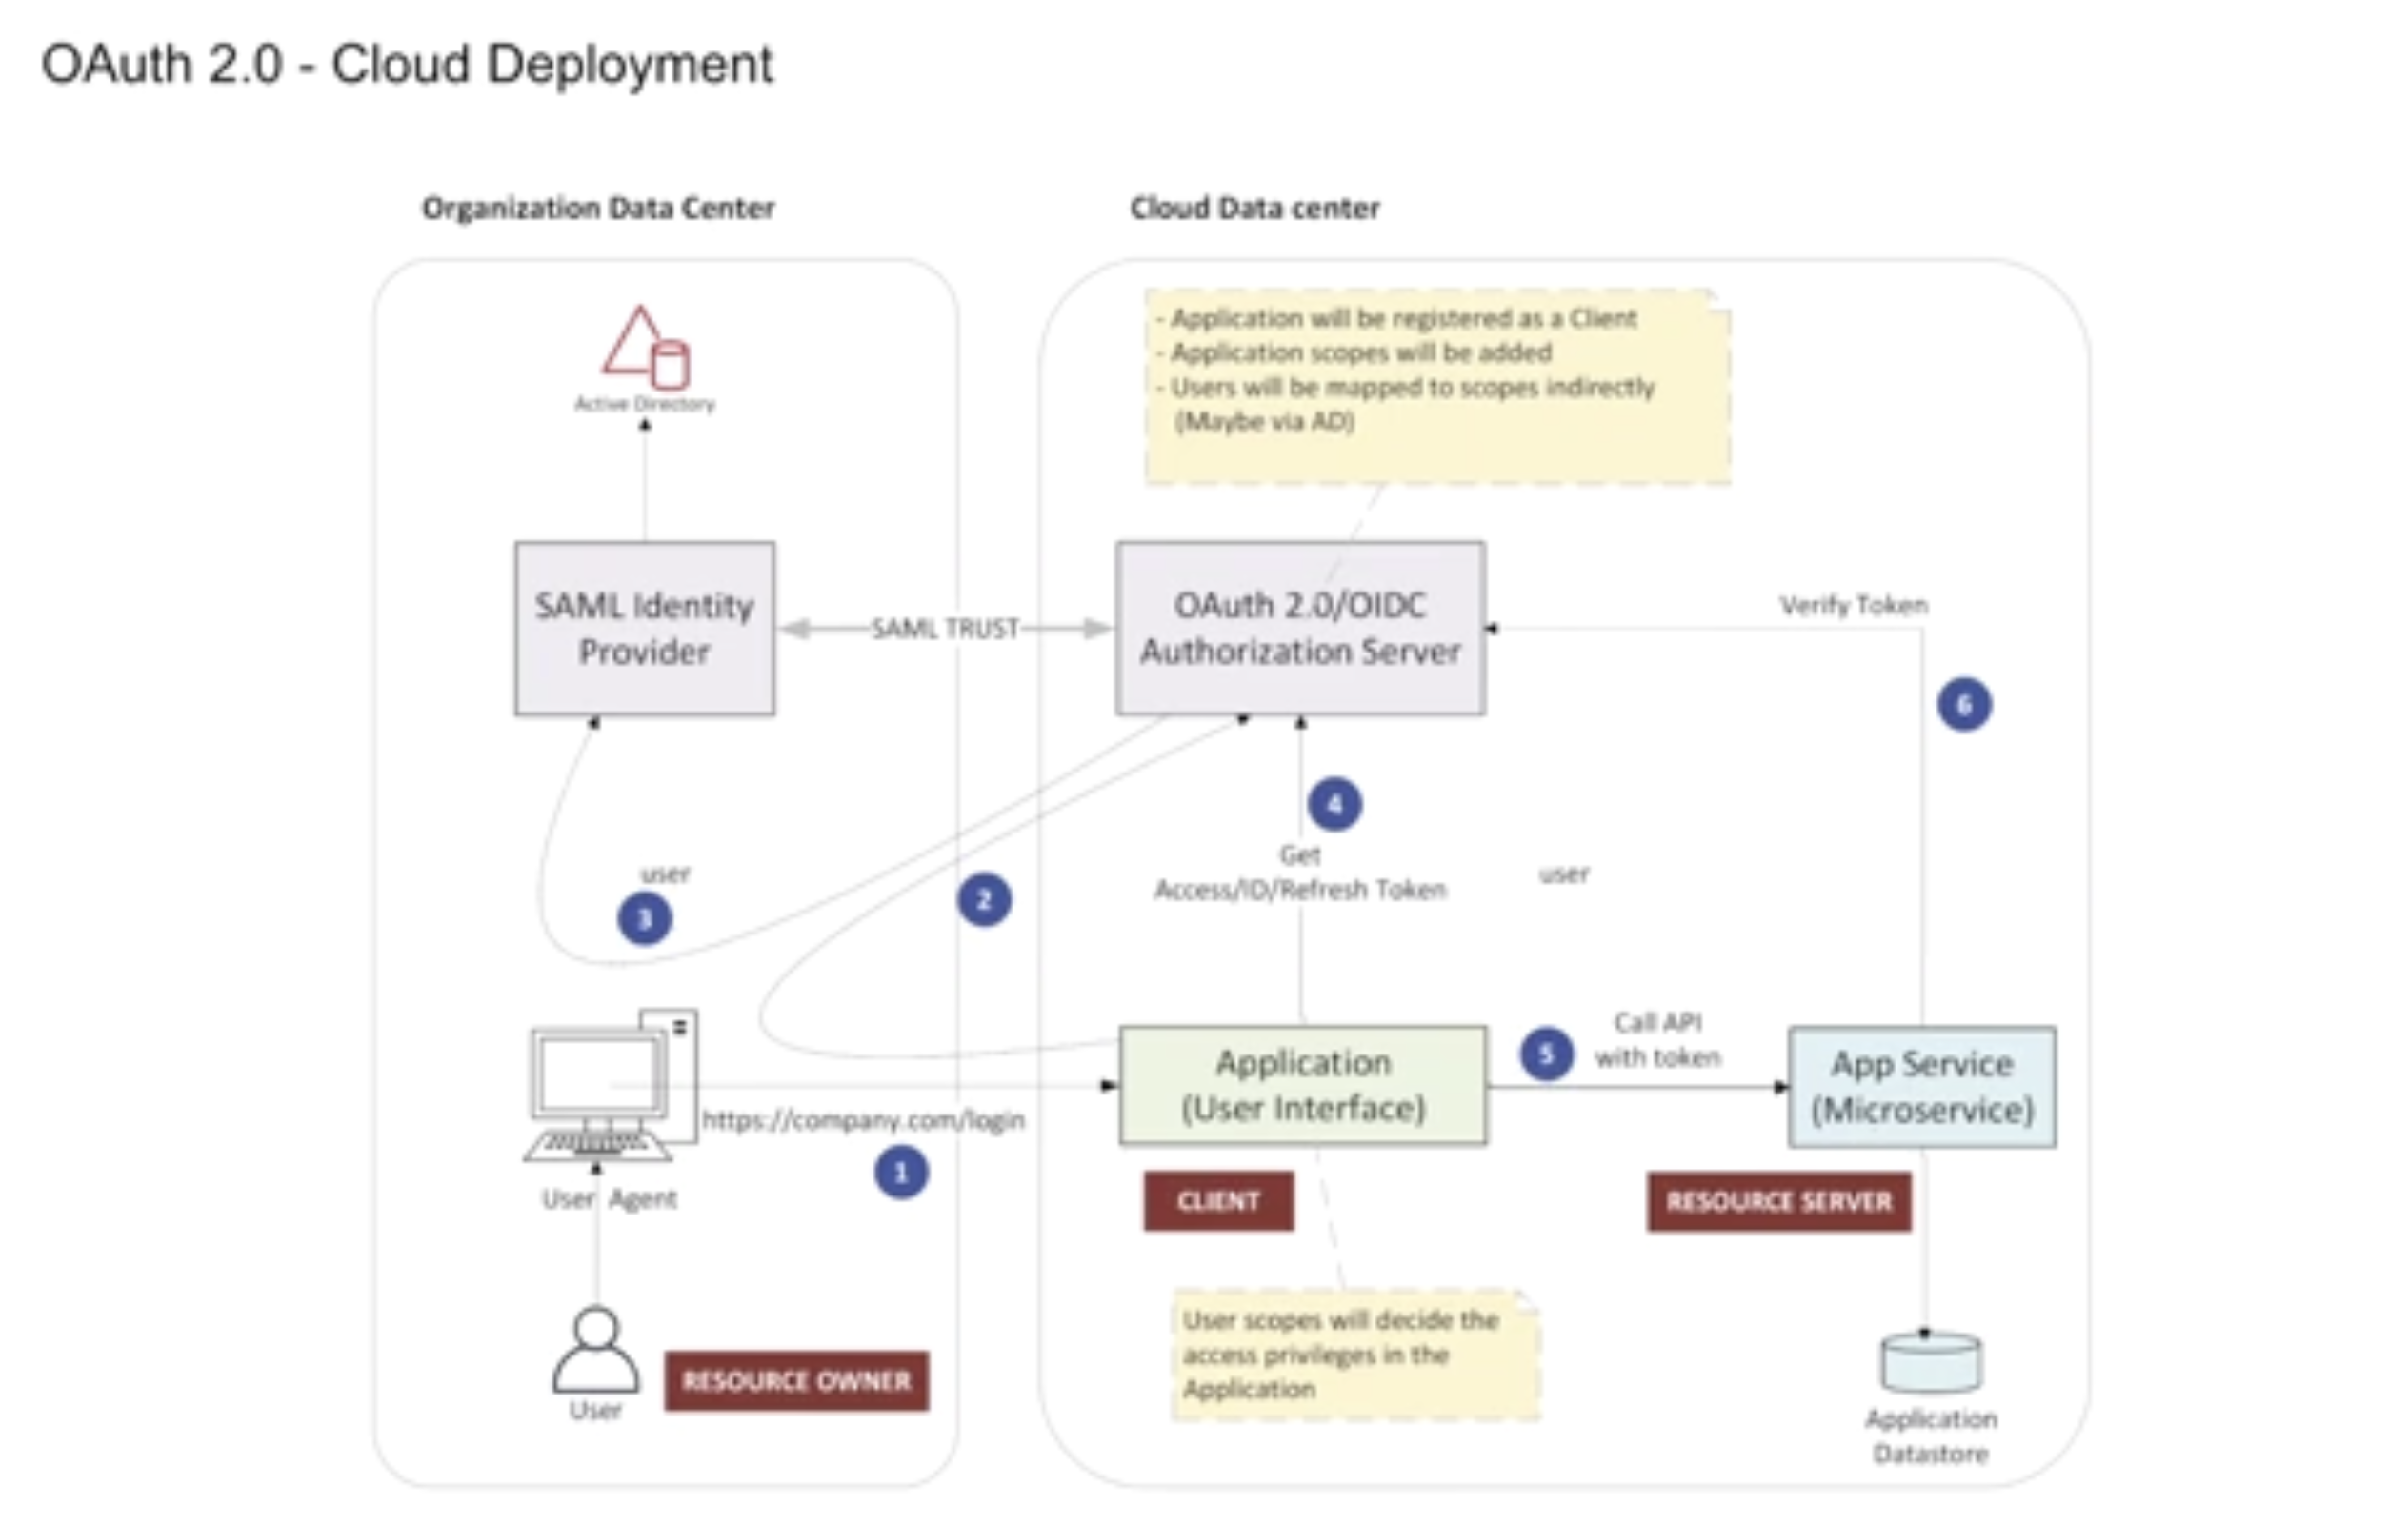 OAuth 2.0 - Cloud Deployment
Organization Data Center
Cloud Data center
- Application will be registered as a Client
- Application scopes will be added
- Users will be mapped to scopes indirectly
(Maybe via AD)
Active Directory
SAML Identity
Provider
SAML TRUST
OAuth 2.0/OIDC
Authorization Server
Verify Token
6
4
Get
Access/ID/Refresh Token
user
user
3
2
https://company.com/login
1
Application
(User Interface)
5
Call API
with token
App Service
(Microservice)
User Agent
CLIENT
RESOURCE SERVER
User scopes will decide the
access privileges in the
Application
RESOURCE OWNER
User
Application
Datastore